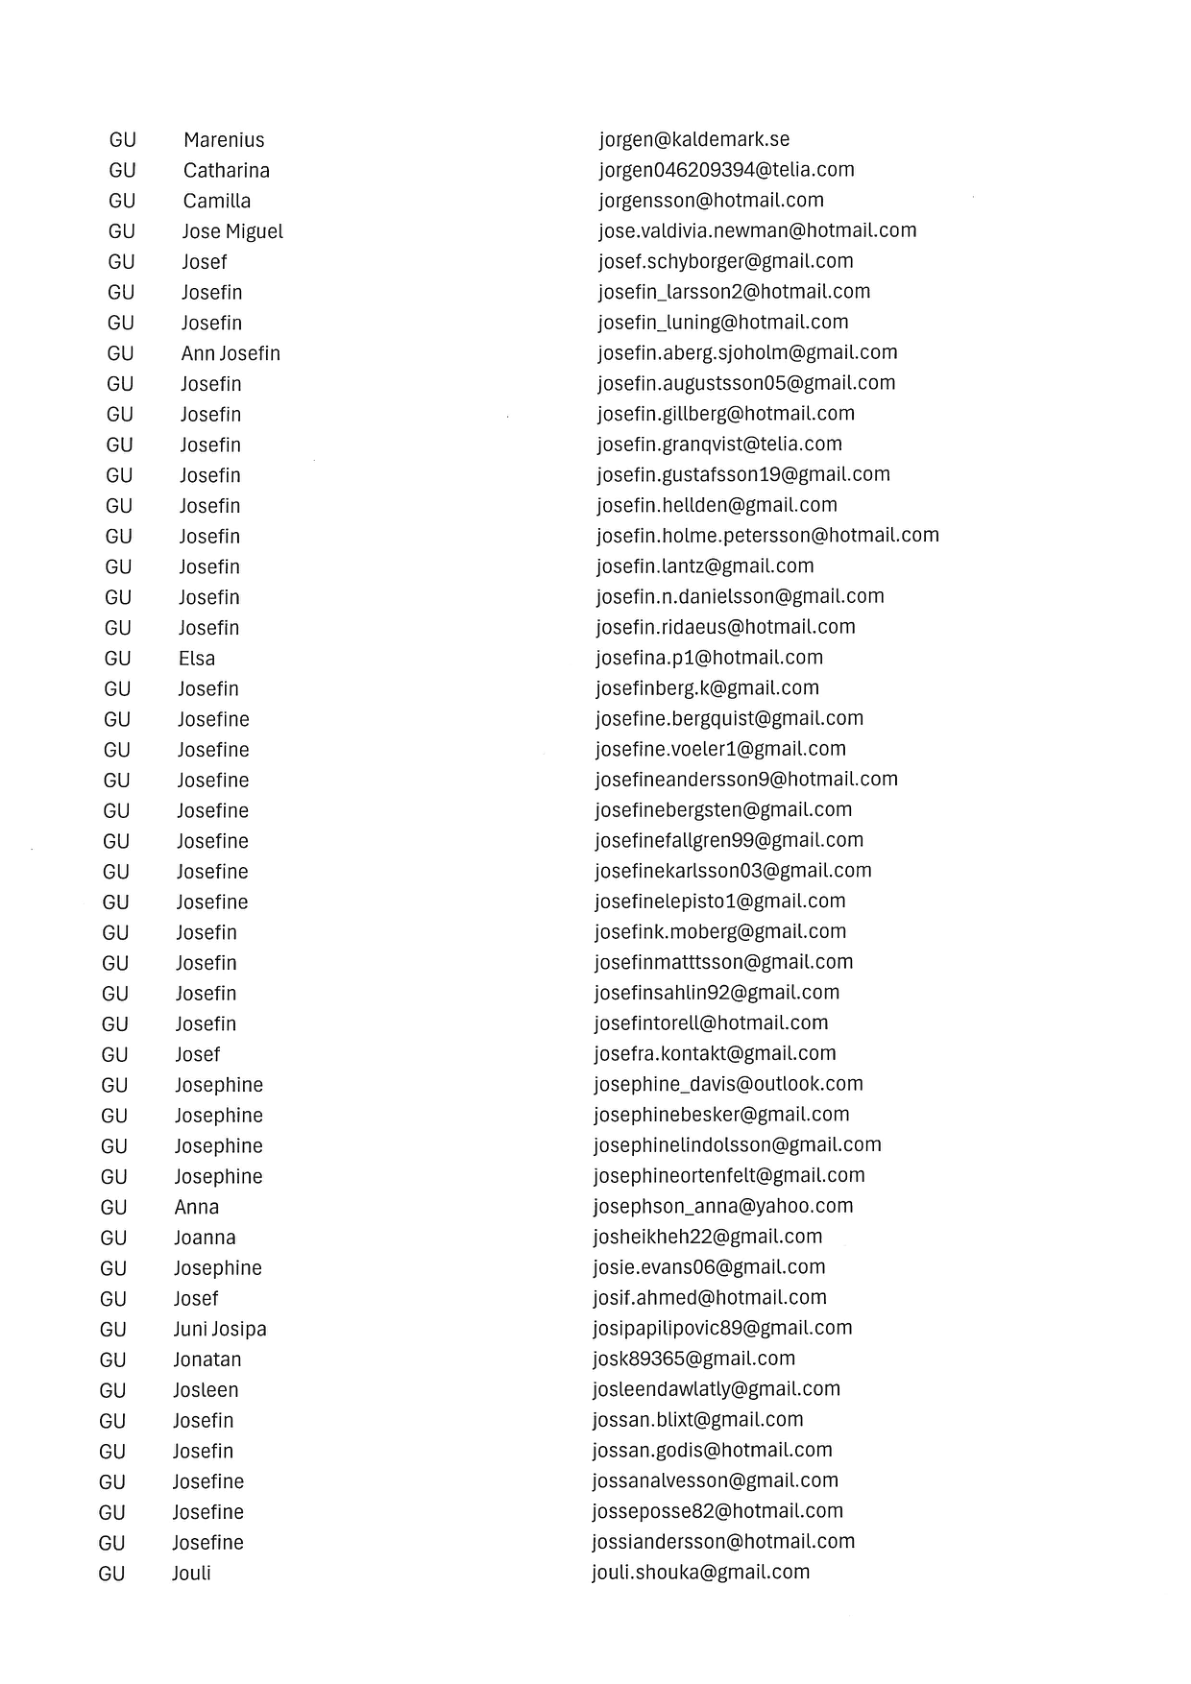 GU Marenius jorgen@kaldemark.se
GU Catharina jorgen046209394@telia.com
GU Camilla jorgensson@hotmail.com
GU Jose Miguel jose.valdivia.newman@hotmail.com
GU Josef josef.schyborger@gmail.com
GU Josefin josefin_larsson2@hotmail.com
GU Josefin josefin_luning@hotmail.com
GU Ann Josefin josefin.aberg.sjoholm@gmail.com
GU Josefin josefin.augustsson05@gmail.com
GU Josefin josefin.gillberg@hotmail.com
GU Josefin josefin.granqvist@telia.com
GU Josefin josefin.gustafsson19@gmail.com
GU Josefin josefin.hellden@gmail.com
GU Josefin josefin.holme.petersson@hotmail.com
GU Josefin josefin.lantz@gmail.com
GU Josefin josefin.n.danielsson@gmail.com
GU Josefin josefin.ridaeus@hotmail.com
GU Elsa josefina.p1@hotmail.com
GU Josefin josefinberg.k@gmail.com
GU Josefine josefine.bergquist@gmail.com
GU Josefine josefine.voeler1@gmail.com
GU Josefine josefineandersson9@hotmail.com
GU Josefine josefinebergsten@gmail.com
GU Josefine josefinefallgren99@gmail.com
GU Josefine josefinekarlsson03@gmail.com
GU Josefine josefinelepisto1@gmail.com
GU Josefin josefink.moberg@gmail.com
GU Josefin josefinmatttsson@gmail.com
GU Josefin josefinsahlin92@gmail.com
GU Josefin josefintorell@hotmail.com
GU Josef josefra.kontakt@gmail.com
GU Josephine josephine_davis@outlook.com
GU Josephine josephinebesker@gmail.com
GU Josephine josephinelindolsson@gmail.com
GU Josephine josephineortenfelt@gmail.com
GU Anna josephson_anna@yahoo.com
GU Joanna josheikheh22@gmail.com
GU Josephine josie.evans06@gmail.com
GU Josef josif.ahmed@hotmail.com
GU Juni Josipa josipapilipovic89@gmail.com
GU Jonatan josk89365@gmail.com
GU Josleen josleendawlatly@gmail.com
GU Josefin jossan.blixt@gmail.com
GU Josefin jossan.godis@hotmail.com
GU Josefine jossanalvesson@gmail.com
GU Josefine josseposse82@hotmail.com
GU Josefine jossiandersson@hotmail.com
GU Jouli jouli.shouka@gmail.com